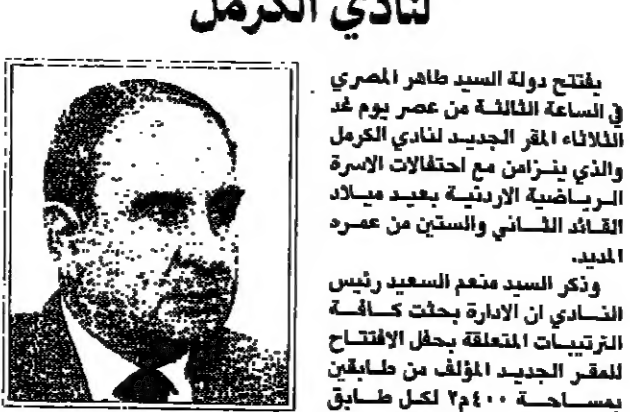 لنادي الكرمل
يفتتح دولة السيد طاهر المصري
في الساعة الثالثة من عصر يوم غد
الثلاثاء المقر الجديد لنادي الكرمل
والذي يتزامن مع احتفالات الاسرة
الرياضية الاردنية بعيد ميلاد
القائد الثاني والستين من عمره
المديد.
وذكر السيد منعم السعيد رئيس
النادي ان الادارة بحثت كافة
الترتيبات المتعلقة بحفل الافتتاح
للمقر الجديد المؤلف من طابقين
بمساحة ٤٠٠م٢ لكل طابق